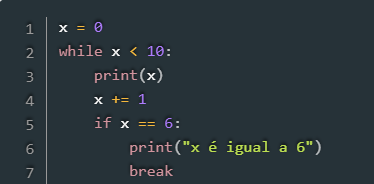 1 x = 0
2 while x < 10:
3     print(x)
4     x += 1
5     if x == 6:
6         print("x é igual a 6")
7         break